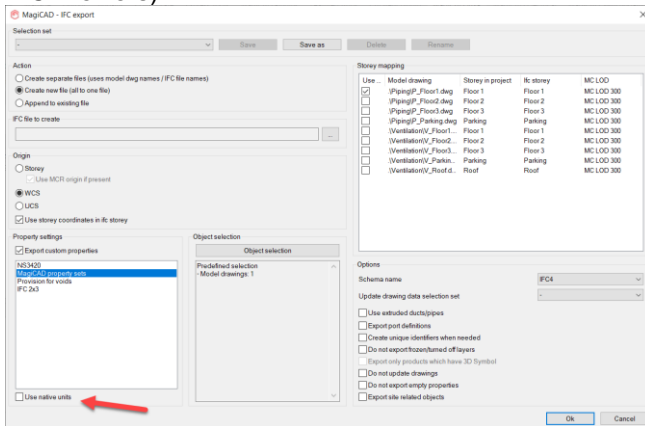 MagiCAD - IFC export
Selection set
-
Save
Save as
Delete
Rename
Action
Create separate files (uses model dwg names / IFC file names)
Create new file (all to one file)
Append to existing file
IFC file to create
...
Origin
Storey
Use MCR origin if present
WCS
UCS
Use storey coordinates in ifc storey
Property settings
Export custom properties
NS3420
MagiCAD property sets
Provision for voids
IFC 2x3
Use native units
Object selection
Object selection
Predefined selection
-Model drawings: 1
Storey mapping
Use... Model drawing Storey in project Ifc storey MC LOD
.\Piping\P_Floor1.dwg Floor 1 Floor 1 MC LOD 300
.\Piping\P_Floor2.dwg Floor 2 Floor 2 MC LOD 300
.\Piping\P_Floor3.dwg Floor 3 Floor 3 MC LOD 300
.\Piping\P_Parking.dwg Parking Parking MC LOD 300
.\Ventilation\V_Floor1... Floor 1 Floor 1 MC LOD 300
.\Ventilation\V_Floor2... Floor 2 Floor 2 MC LOD 300
.\Ventilation\V_Floor3... Floor 3 Floor 3 MC LOD 300
.\Ventilation\V_Parkin... Parking Parking MC LOD 300
.\Ventilation\V_Roof.d... Roof Roof MC LOD 300
Options
Schema name IFC4
Update drawing data selection set -
Use extruded ducts/pipes
Export port definitions
Create unique identifiers when needed
Do not export frozen/turned off layers
Export only products which have 3D Symbol
Do not update drawings
Do not export empty properties
Export site related objects
Ok
Cancel